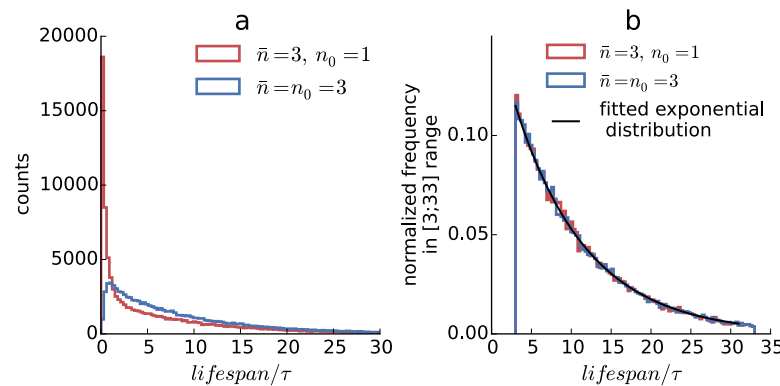 a
20000
15000
10000
5000
0
counts
0 5 10 15 20 25 30
lifespan/τ
n̄ = 3, n₀ = 1
n̄ = n₀ = 3
b
0.10
0.05
0.00
normalized frequency
in [3;33] range
0 5 10 15 20 25 30 35
lifespan/τ
n̄ = 3, n₀ = 1
n̄ = n₀ = 3
fitted exponential
distribution